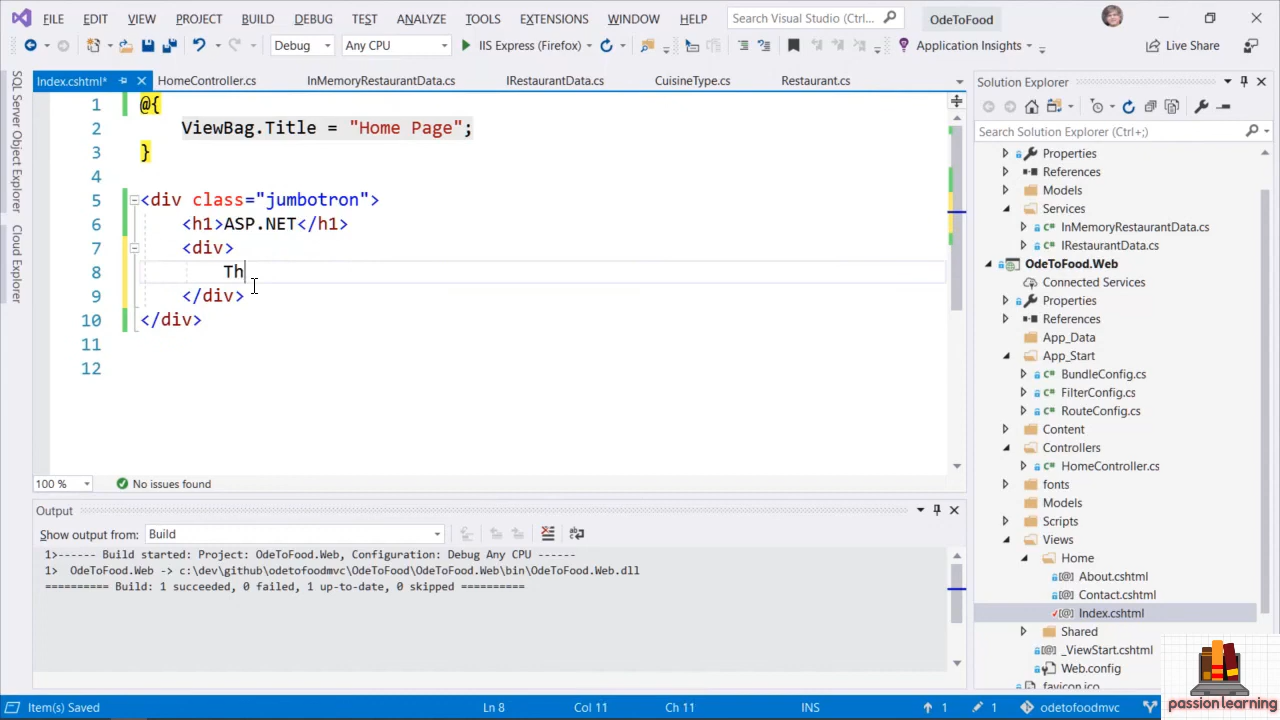 FILE EDIT VIEW PROJECT BUILD DEBUG TEST ANALYZE TOOLS EXTENSIONS WINDOW HELP Search Visual Studio (Ctrl... OdeToFood
Debug Any CPU IIS Express (Firefox) Application Insights Live Share
SQL Server Object Explorer
Cloud Explorer
Index.cshtml* HomeController.cs InMemoryRestaurantData.cs IRestaurantData.cs CuisineType.cs Restaurant.cs
1 @{
2 ViewBag.Title = "Home Page";
3 }
4
5 <div class="jumbotron">
6 <h1>ASP.NET</h1>
7 <div>
8 Th
9 </div>
10 </div>
11
12
100 % No issues found
Output
Show output from: Build
1>------ Build started: Project: OdeToFood.Web, Configuration: Debug Any CPU ------
1> OdeToFood.Web -> c:\dev\github\odetofoodmvc\OdeToFood\OdeToFood.Web\bin\OdeToFood.Web.dll
========== Build: 1 succeeded, 0 failed, 1 up-to-date, 0 skipped ==========
Solution Explorer
Search Solution Explorer (Ctrl+;)
Properties
References
Models
Services
C# InMemoryRestaurantData.cs
C# IRestaurantData.cs
OdeToFood.Web
Connected Services
Properties
References
App_Data
App_Start
C# BundleConfig.cs
C# FilterConfig.cs
C# RouteConfig.cs
Content
Controllers
C# HomeController.cs
fonts
Models
Scripts
Views
Home
[@] About.cshtml
[@] Contact.cshtml
[@] Index.cshtml
Shared
[@] _ViewStart.cshtml
Web.config
favicon.ico
passion learning
Item(s) Saved Ln 8 Col 11 Ch 11 INS 1 1 odetofoodmvc